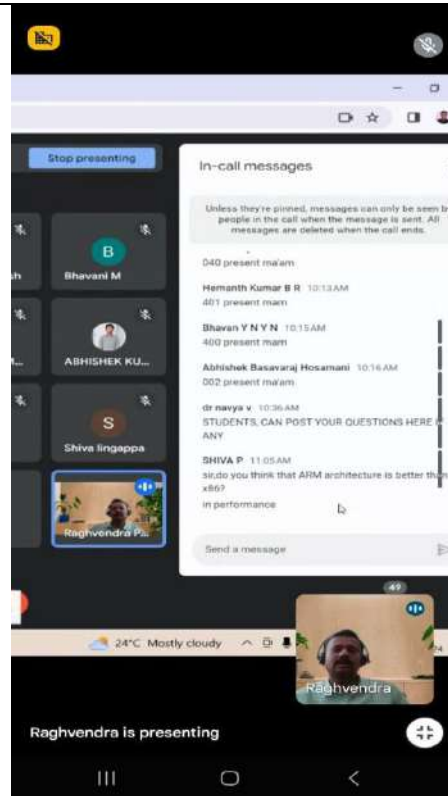 Stop presenting
In-call messages
Unless they're pinned, messages can only be seen by
people in the call when the message is sent. All
messages are deleted when the call ends.
040 present ma'am
Hemanth Kumar B R 10:13 AM
401 present mam
Bhavan Y N Y N 10:15 AM
400 present mam
Abhishek Basavaraj Hosamani 10:16 AM
002 present ma'am
dr navya v 10:36 AM
STUDENTS, CAN POST YOUR QUESTIONS HERE
ANY
SHIVA P 11:05 AM
sir,do you think that ARM architecture is better than
x86?
in performance
Send a message
B
Bhavani M
ABHISHEK KU...
S
Shiva lingappa
Raghvendra P...
49
24°C Mostly cloudy
Raghvendra
Raghvendra is presenting